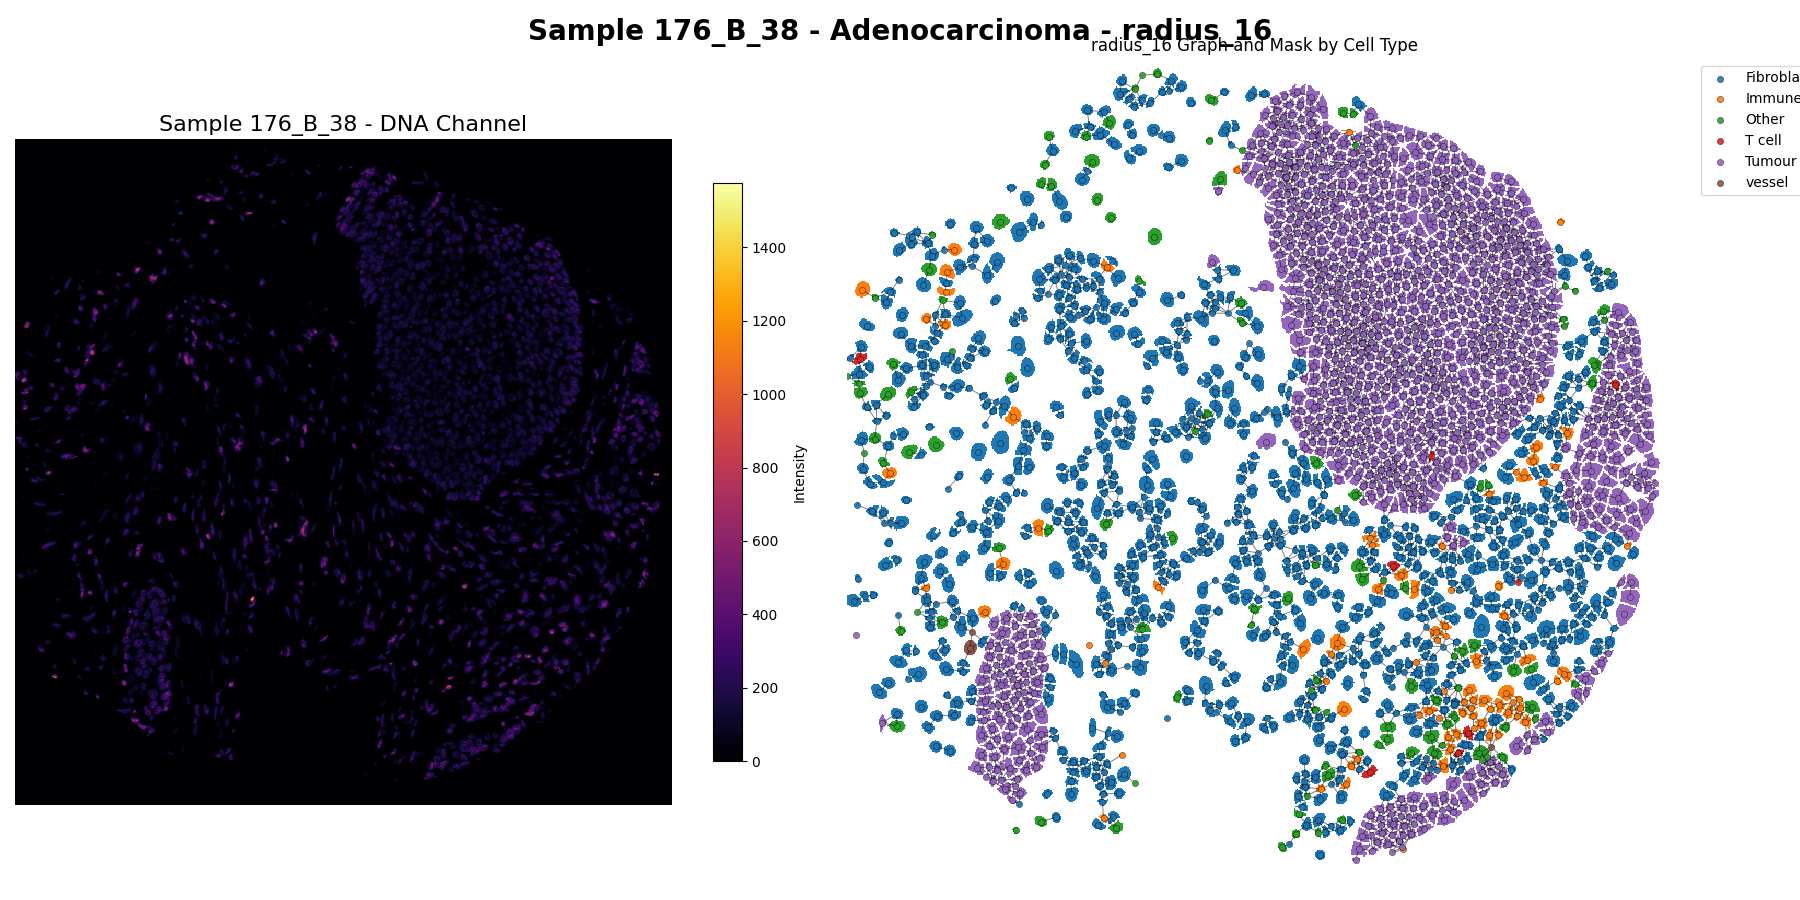 Sample 176_B_38 - Adenocarcinoma - radius_16
radius_16 Graph and Mask by Cell Type
Sample 176_B_38 - DNA Channel
1400
1200
1000
800
600
400
200
0
Intensity
Fibrobla
Immune
Other
T cell
Tumour
vessel